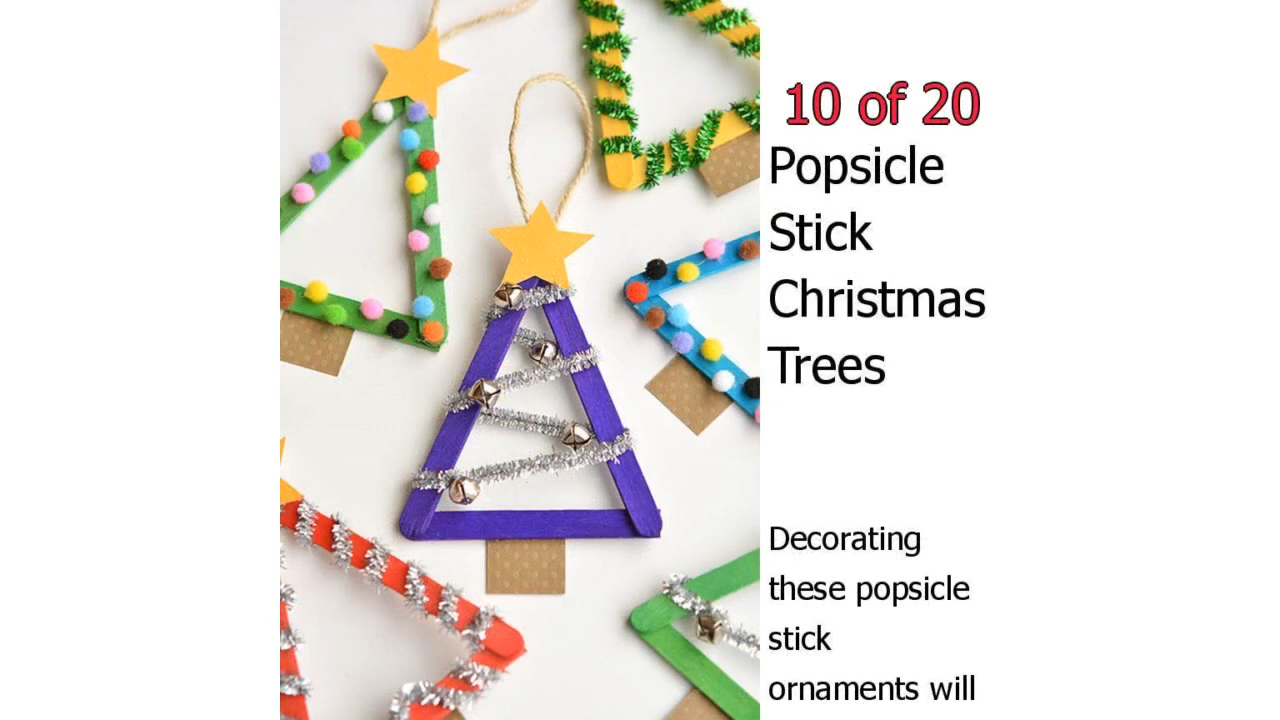 10 of 20
Popsicle
Stick
Christmas
Trees
Decorating
these popsicle
stick
ornaments will